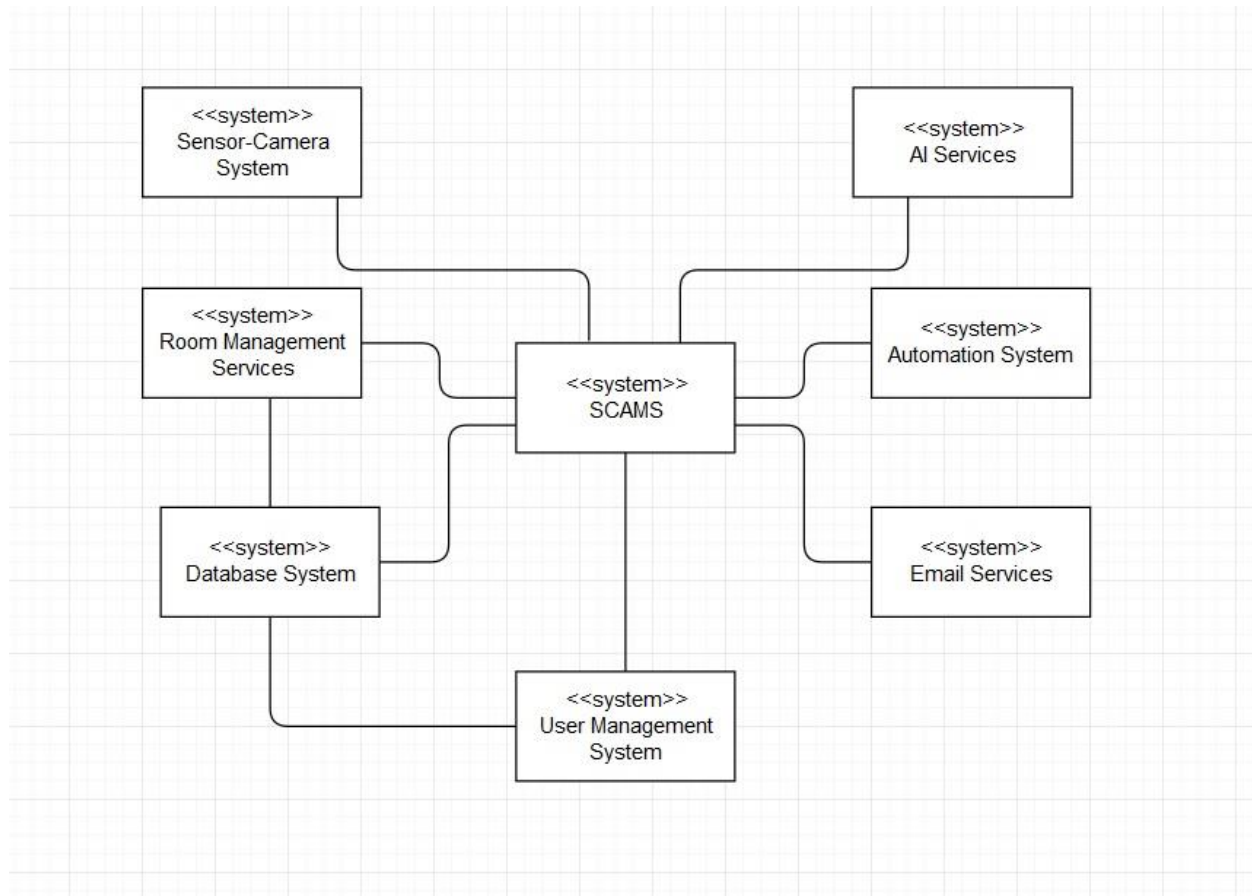 <<system>>
Sensor-Camera
System
<<system>>
AI Services
<<system>>
Room Management
Services
<<system>>
Automation System
<<system>>
SCAMS
<<system>>
Database System
<<system>>
Email Services
<<system>>
User Management
System